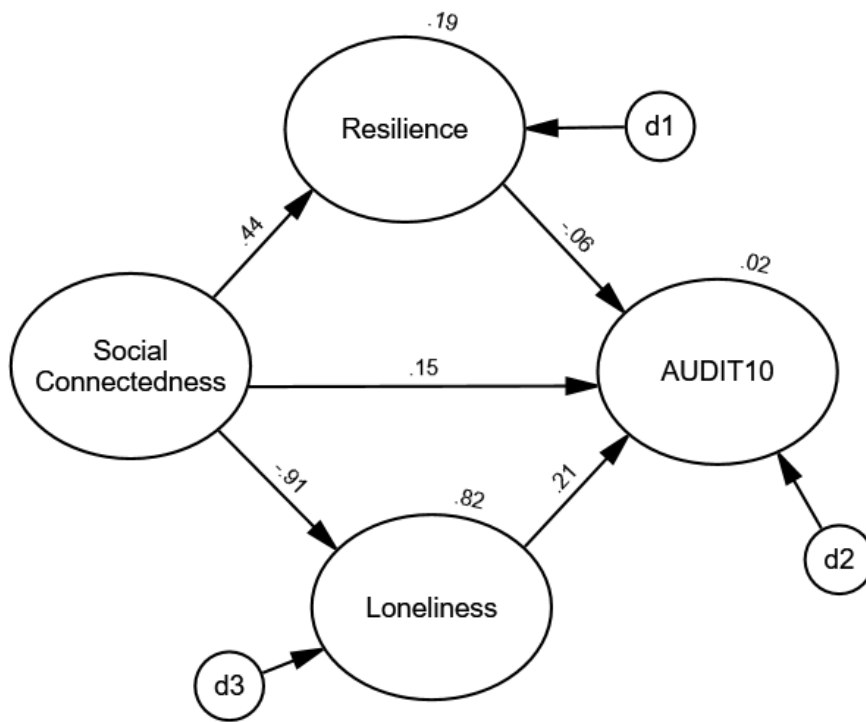 .19
Resilience
d1
.44
-.06
.02
Social
Connectedness
.15
AUDIT10
-.91
.82
.21
Loneliness
d2
d3